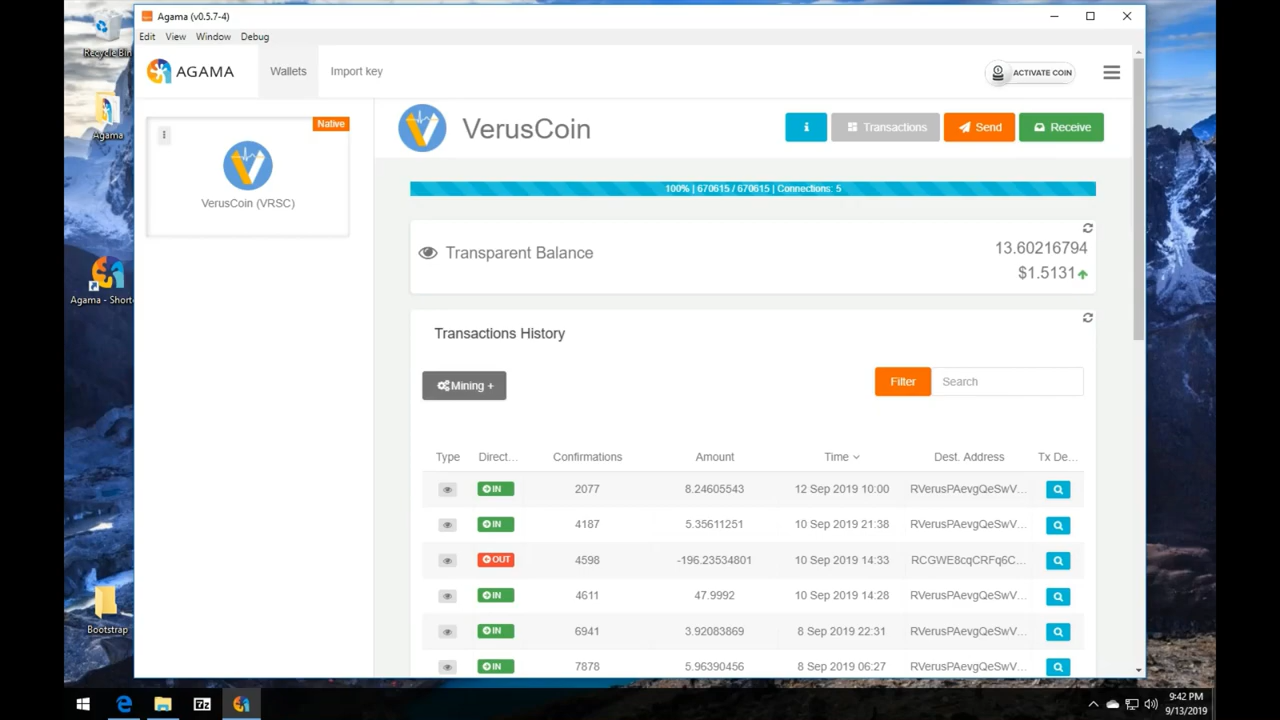 Recycle Bin
Agama
Agama - Short
Bootstrap
Agama (v0.5.7-4)
Edit View Window Debug
AGAMA
Wallets
Import key
ACTIVATE COIN
Native
VerusCoin (VRSC)
VerusCoin
i
Transactions
Send
Receive
100% | 670615 / 670615 | Connections: 5
Transparent Balance
13.60216794
$1.5131
Transactions History
Mining +
Filter
Search
Type Direct... Confirmations Amount Time Dest. Address Tx De...
IN 2077 8.24605543 12 Sep 2019 10:00 RVerusPAevgQeSwV...
IN 4187 5.35611251 10 Sep 2019 21:38 RVerusPAevgQeSwV...
OUT 4598 -196.23534801 10 Sep 2019 14:33 RCGWE8cqCRFq6C...
IN 4611 47.9992 10 Sep 2019 14:28 RVerusPAevgQeSwV...
IN 6941 3.92083869 8 Sep 2019 22:31 RVerusPAevgQeSwV...
IN 7878 5.96390456 8 Sep 2019 06:27 RVerusPAevgQeSwV...
7z
9:42 PM
9/13/2019